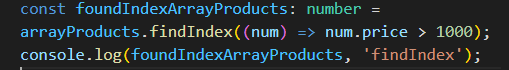 const foundIndexArrayProducts: number =
arrayProducts.findIndex((num) => num.price > 1000);
console.log(foundIndexArrayProducts, 'findIndex');